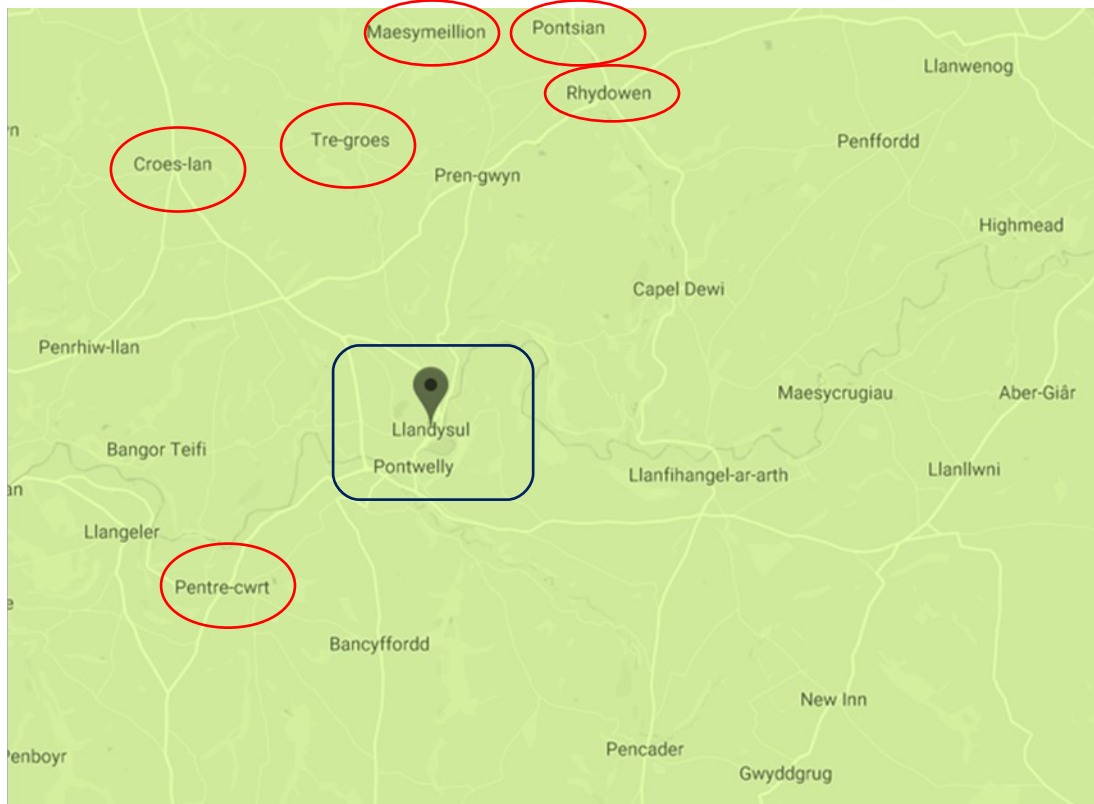 Maesymeillion
Pontsian
Llanwenog
Rhydowen
Croes-lan
Tre-groes
Penffordd
Pren-gwyn
Highmead
Capel Dewi
Penrhiw-llan
Maesycrugiau
Aber-Giâr
Llandysul
Bangor Teifi
Pontwelly
Llanfihangel-ar-arth
Llanllwni
an
Llangeler
Pentre-cwrt
Bancyffordd
New Inn
Penboyr
Pencader
Gwyddgrug